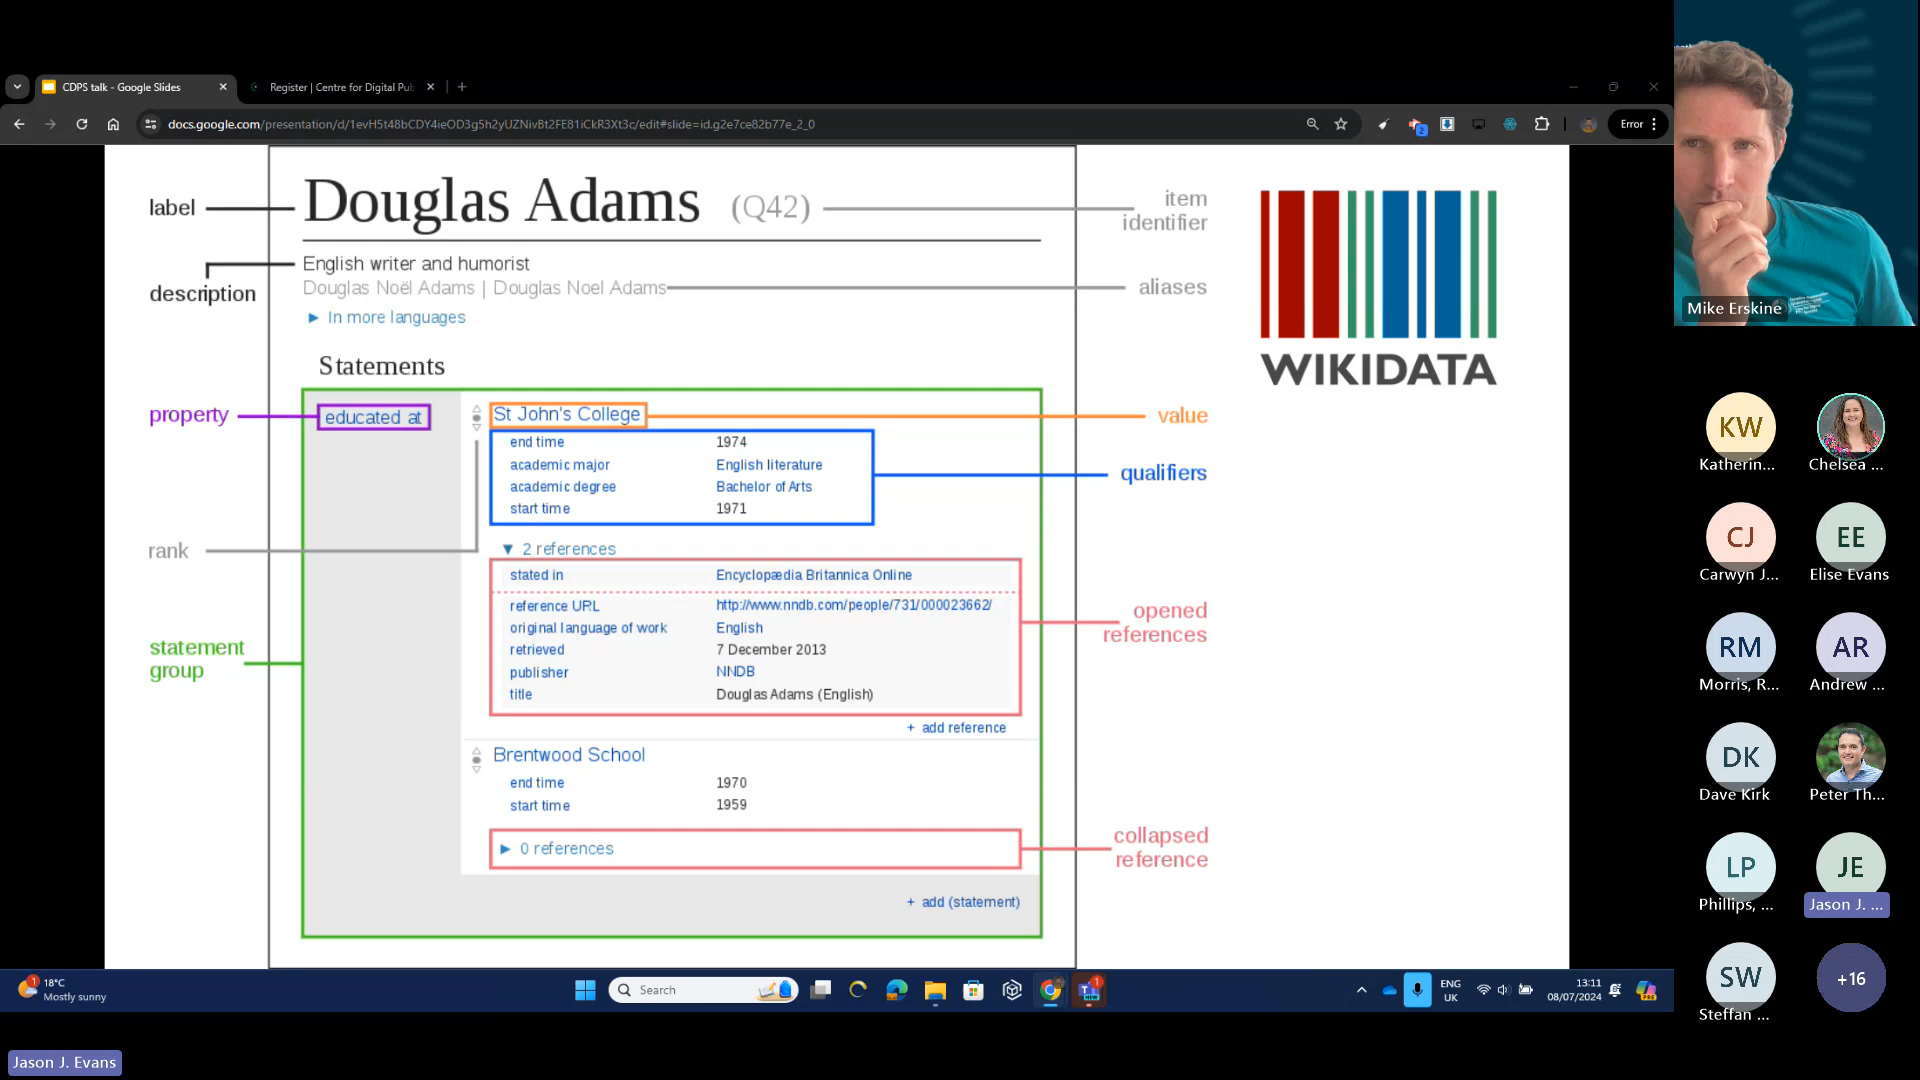 CDPS talk - Google Slides
Register | Centre for Digital Pub
docs.google.com/presentation/d/1evH5t48bCDY4ieOD3g5h2yUZNivBt2FE81iCkR3Xt3c/edit#slide=id.g2e7ce82b77e_2_0
2
Error
label
Douglas Adams (Q42)
item
identifier
description
English writer and humorist
Douglas Noël Adams | Douglas Noel Adams
aliases
In more languages
WIKIDATA
Statements
property
educated at
St John's College
value
end time 1974
academic major English literature
academic degree Bachelor of Arts
start time 1971
qualifiers
rank
2 references
stated in Encyclopædia Britannica Online
reference URL http://www.nndb.com/people/731/000023662/
original language of work English
retrieved 7 December 2013
publisher NNDB
title Douglas Adams (English)
opened
references
statement
group
+ add reference
Brentwood School
end time 1970
start time 1959
0 references
collapsed
reference
+ add (statement)
Mike Erskine
KW
Katherin...
Chelsea ...
CJ
Carwyn J...
EE
Elise Evans
RM
Morris, R...
AR
Andrew ...
DK
Dave Kirk
Peter Th...
LP
Phillips, ...
JE
Jason J. ...
SW
Steffan ...
+16
1
18°C
Mostly sunny
Search
1
NEW
ENG
UK
13:11
08/07/2024
PRE
Jason J. Evans